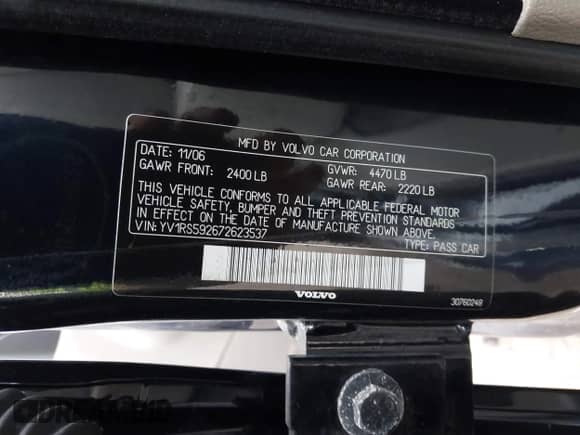 MFD BY VOLVO CAR CORPORATION
DATE: 11/06 GVWR: 4470 LB
GAWR FRONT: 2400 LB GAWR REAR: 2220 LB
THIS VEHICLE CONFORMS TO ALL APPLICABLE FEDERAL MOTOR
VEHICLE SAFETY, BUMPER AND THEFT PREVENTION STANDARDS
IN EFFECT ON THE DATE OF MANUFACTURE SHOWN ABOVE.
VIN: YV1RS592672623537 TYPE: PASS CAR
VOLVO 30760248